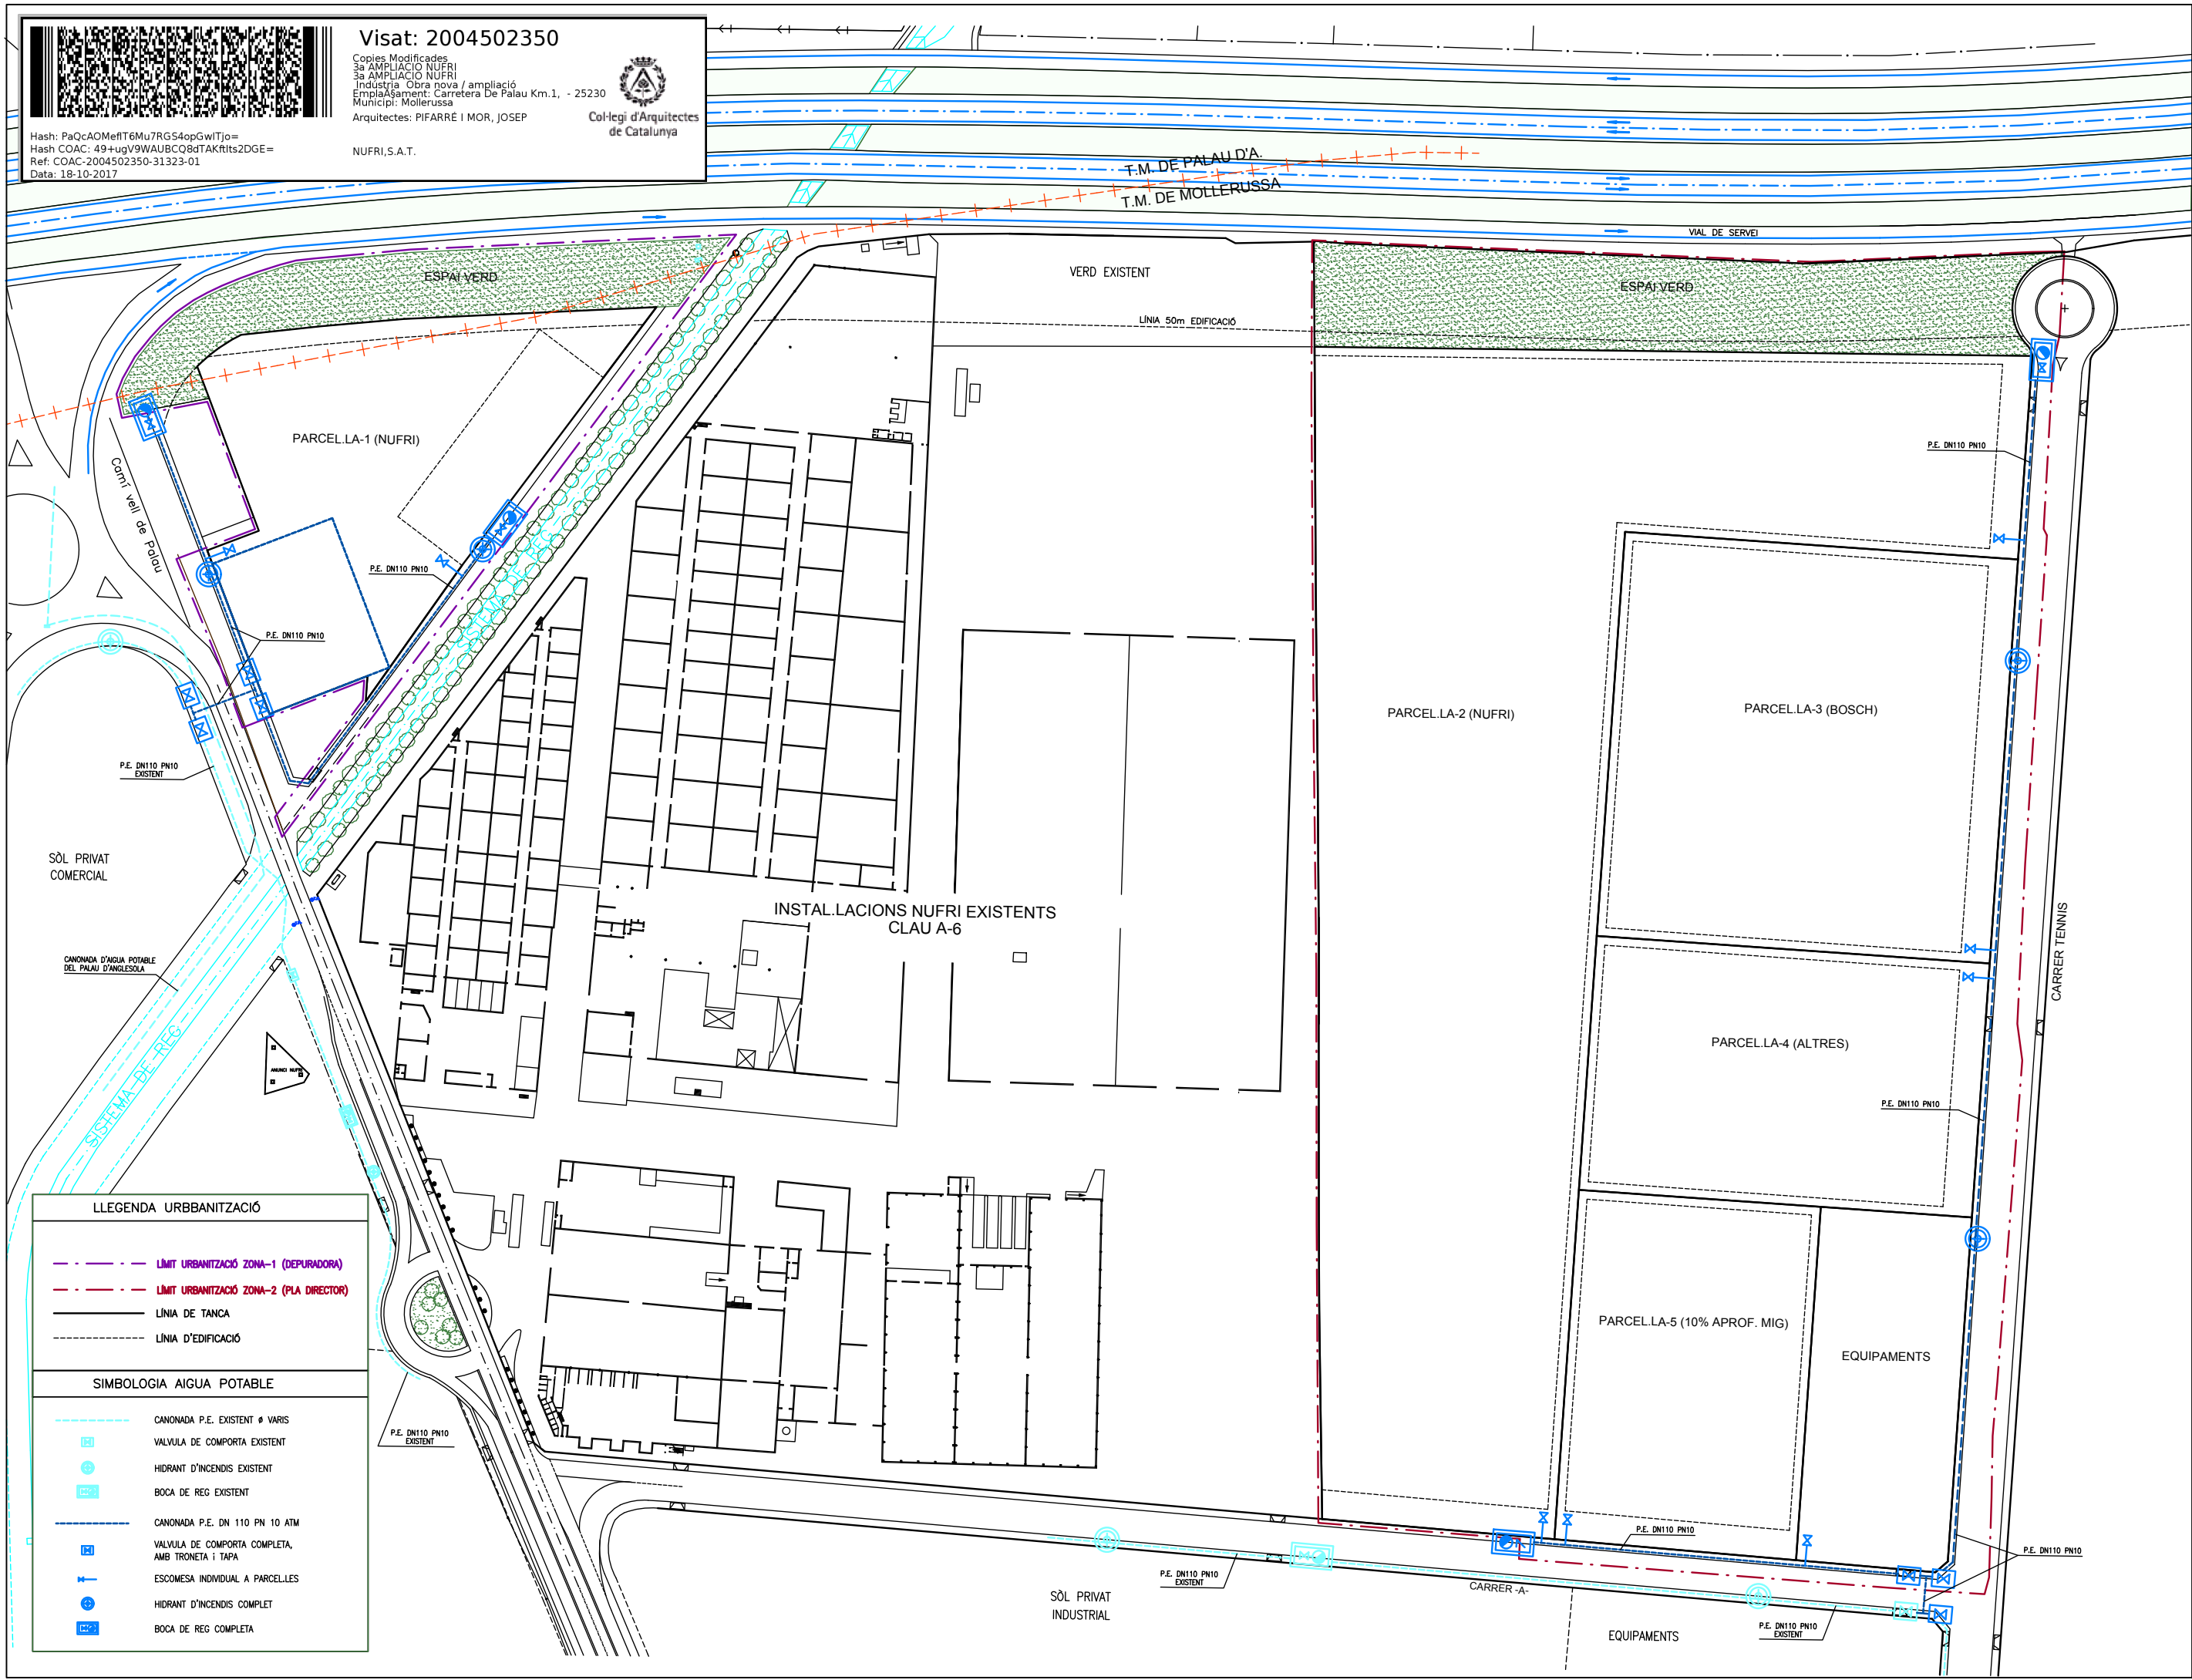 Visat: 2004502350
Copies Modificades
3a AMPLIACIO NUFRI
3a AMPLIACIO NUFRI
Indústria Obra nova / ampliació
EmplaÃ§ament: Carretera De Palau Km.1, - 25230
Municipi: Mollerussa
Arquitectes: PIFARRÉ I MOR, JOSEP
NUFRI,S.A.T.
Col·legi d'Arquitectes
de Catalunya
Hash: PaQcAOMeflT6Mu7RGS4opGwITjo=
Hash COAC: 49+ugV9WAUBCQ8dTAKftIts2DGE=
Ref: COAC-2004502350-31323-01
Data: 18-10-2017
T.M. DE PALAU D'A.
T.M. DE MOLLERUSSA
VIAL DE SERVEI
ESPAI VERD
VERD EXISTENT
ESPAI VERD
LÍNIA 50m EDIFICACIÓ
PARCEL.LA-1 (NUFRI)
P.E. DN110 PN10
Camí vell de Palau
SISTEMA DE REG
P.E. DN110 PN10
P.E. DN110 PN10
PARCEL.LA-2 (NUFRI)
PARCEL.LA-3 (BOSCH)
P.E. DN110 PN10
EXISTENT
SÒL PRIVAT
COMERCIAL
INSTAL.LACIONS NUFRI EXISTENTS
CLAU A-6
CARRER TENNIS
CANONADA D'AIGUA POTABLE
DEL PALAU D'ANGLESOLA
SISTEMA-DE-REG
ANUNCI NUFRI
PARCEL.LA-4 (ALTRES)
P.E. DN110 PN10
PARCEL.LA-5 (10% APROF. MIG)
EQUIPAMENTS
LLEGENDA URBBANITZACIÓ
LÍMIT URBANITZACIÓ ZONA-1 (DEPURADORA)
LÍMIT URBANITZACIÓ ZONA-2 (PLA DIRECTOR)
LÍNIA DE TANCA
LÍNIA D'EDIFICACIÓ
SIMBOLOGIA AIGUA POTABLE
CANONADA P.E. EXISTENT Ø VARIS
VALVULA DE COMPORTA EXISTENT
HIDRANT D'INCENDIS EXISTENT
BOCA DE REG EXISTENT
CANONADA P.E. DN 110 PN 10 ATM
VALVULA DE COMPORTA COMPLETA,
AMB TRONETA i TAPA
ESCOMESA INDIVIDUAL A PARCEL.LES
HIDRANT D'INCENDIS COMPLET
BOCA DE REG COMPLETA
P.E. DN110 PN10
EXISTENT
P.E. DN110 PN10
P.E. DN110 PN10
P.E. DN110 PN10
EXISTENT
CARRER -A-
SÒL PRIVAT
INDUSTRIAL
P.E. DN110 PN10
EXISTENT
EQUIPAMENTS